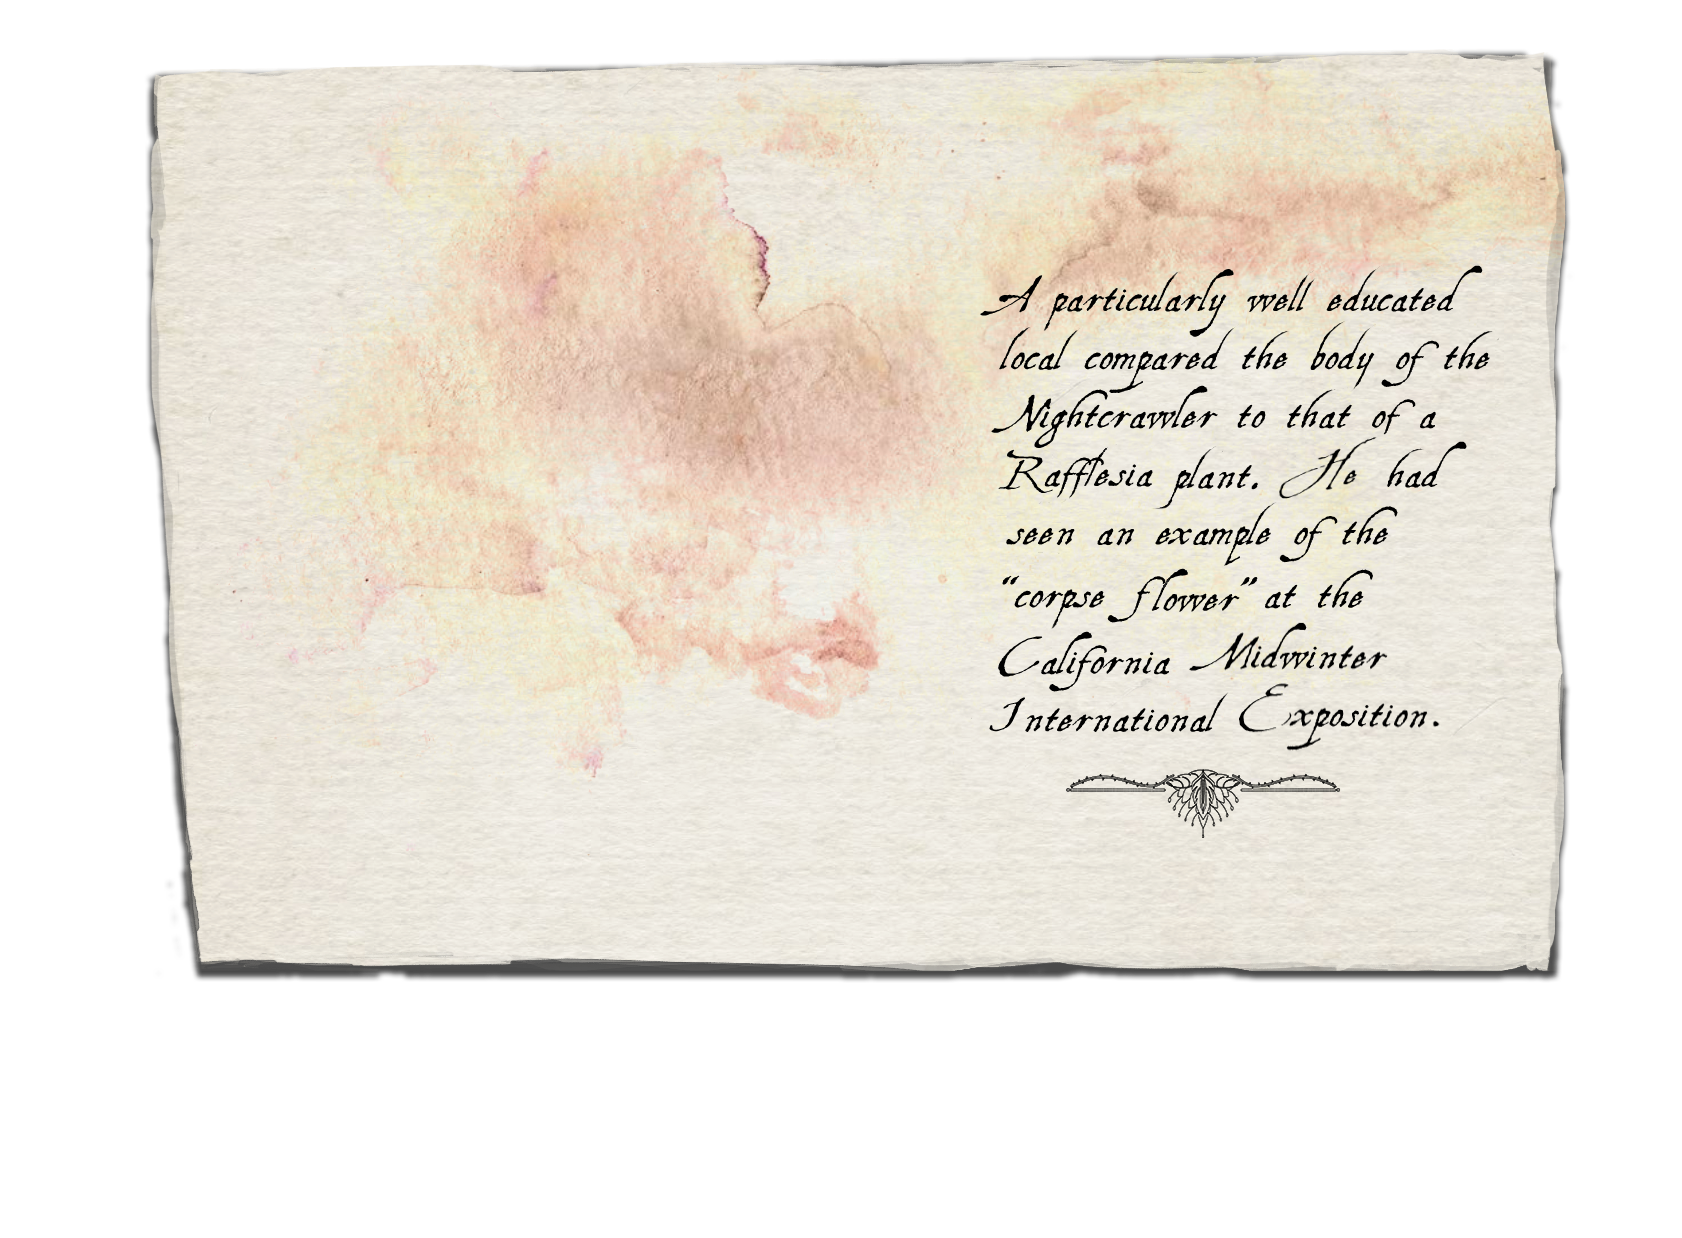 A particularly well educated
local compared the body of the
Nightcrawler to that of a
Rafflesia plant. He had
seen an example of the
“corpse flower” at the
California Midwinter
International Exposition.